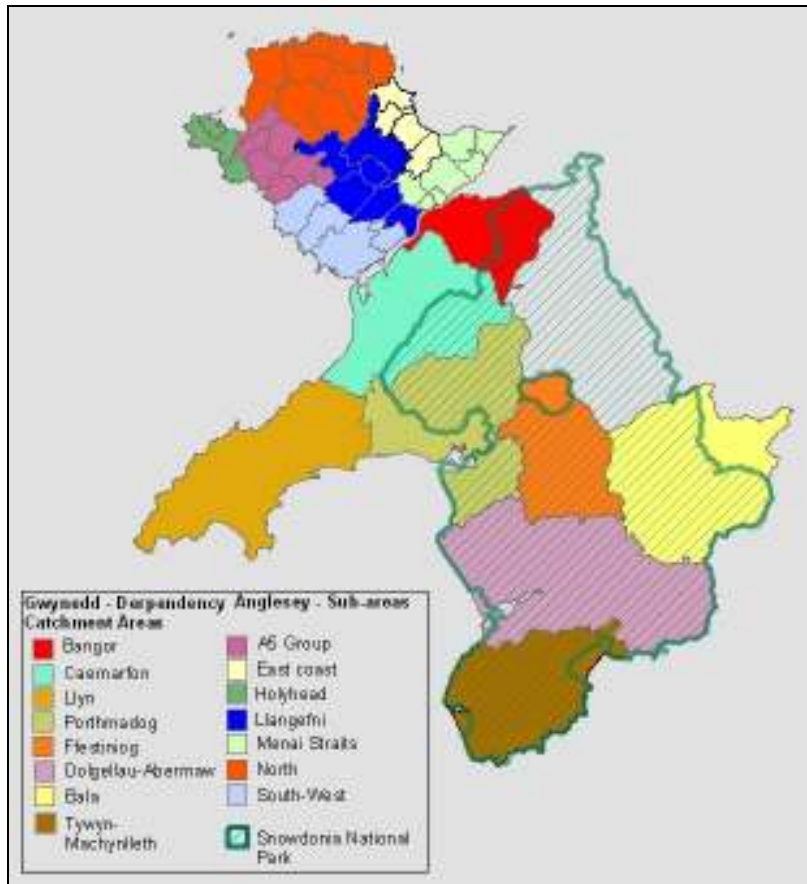 Gwynedd - Derpendency
Catchment Areas
Bangor
Caernarfon
Llyn
Porthmadog
Ffestiniog
Dolgellau-Abermaw
Bala
Tywyn-
Machynlleth
Anglesey - Sub-areas
A5 Group
East coast
Holyhead
Llangefni
Menai Straits
North
South-West
Snowdonia National
Park